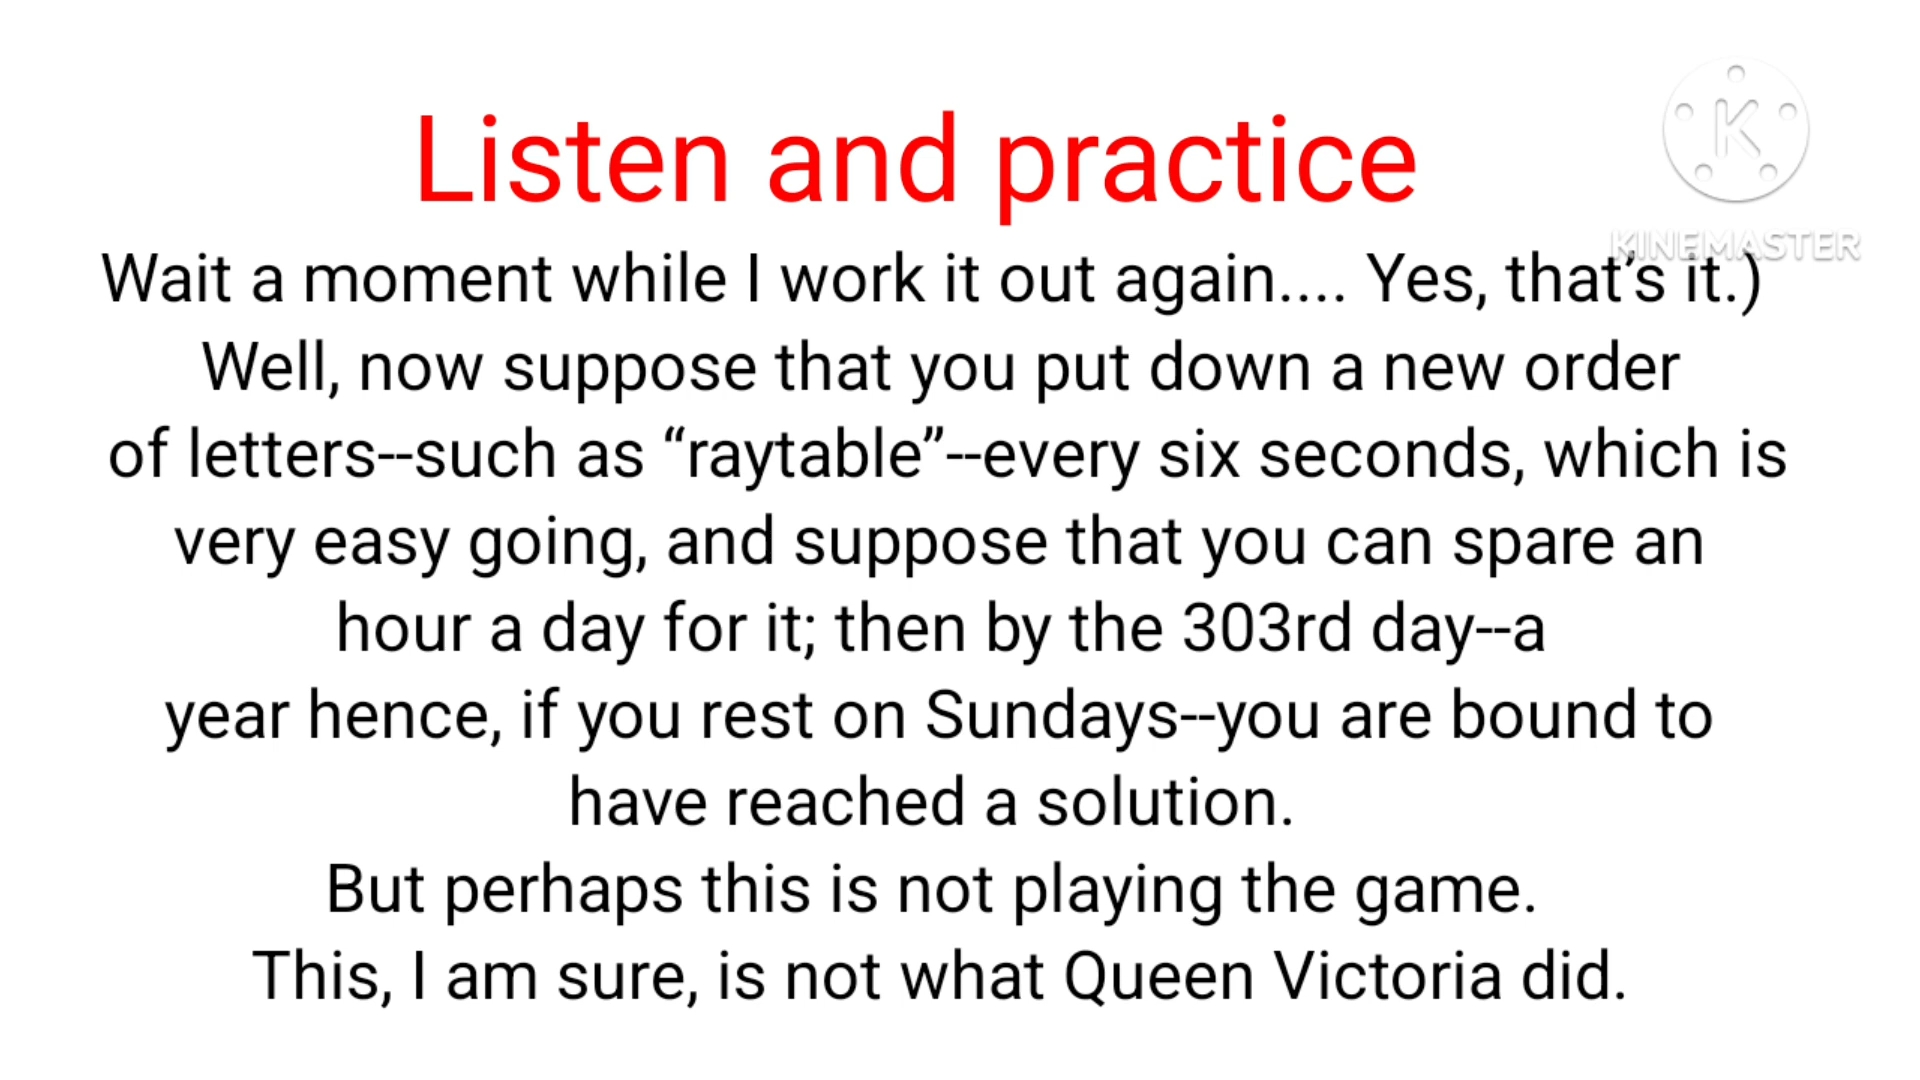 Listen and practice
K
KINEMASTER
Wait a moment while I work it out again.... Yes, that’s it.)
Well, now suppose that you put down a new order
of letters--such as “raytable”--every six seconds, which is
very easy going, and suppose that you can spare an
hour a day for it; then by the 303rd day--a
year hence, if you rest on Sundays--you are bound to
have reached a solution.
But perhaps this is not playing the game.
This, I am sure, is not what Queen Victoria did.